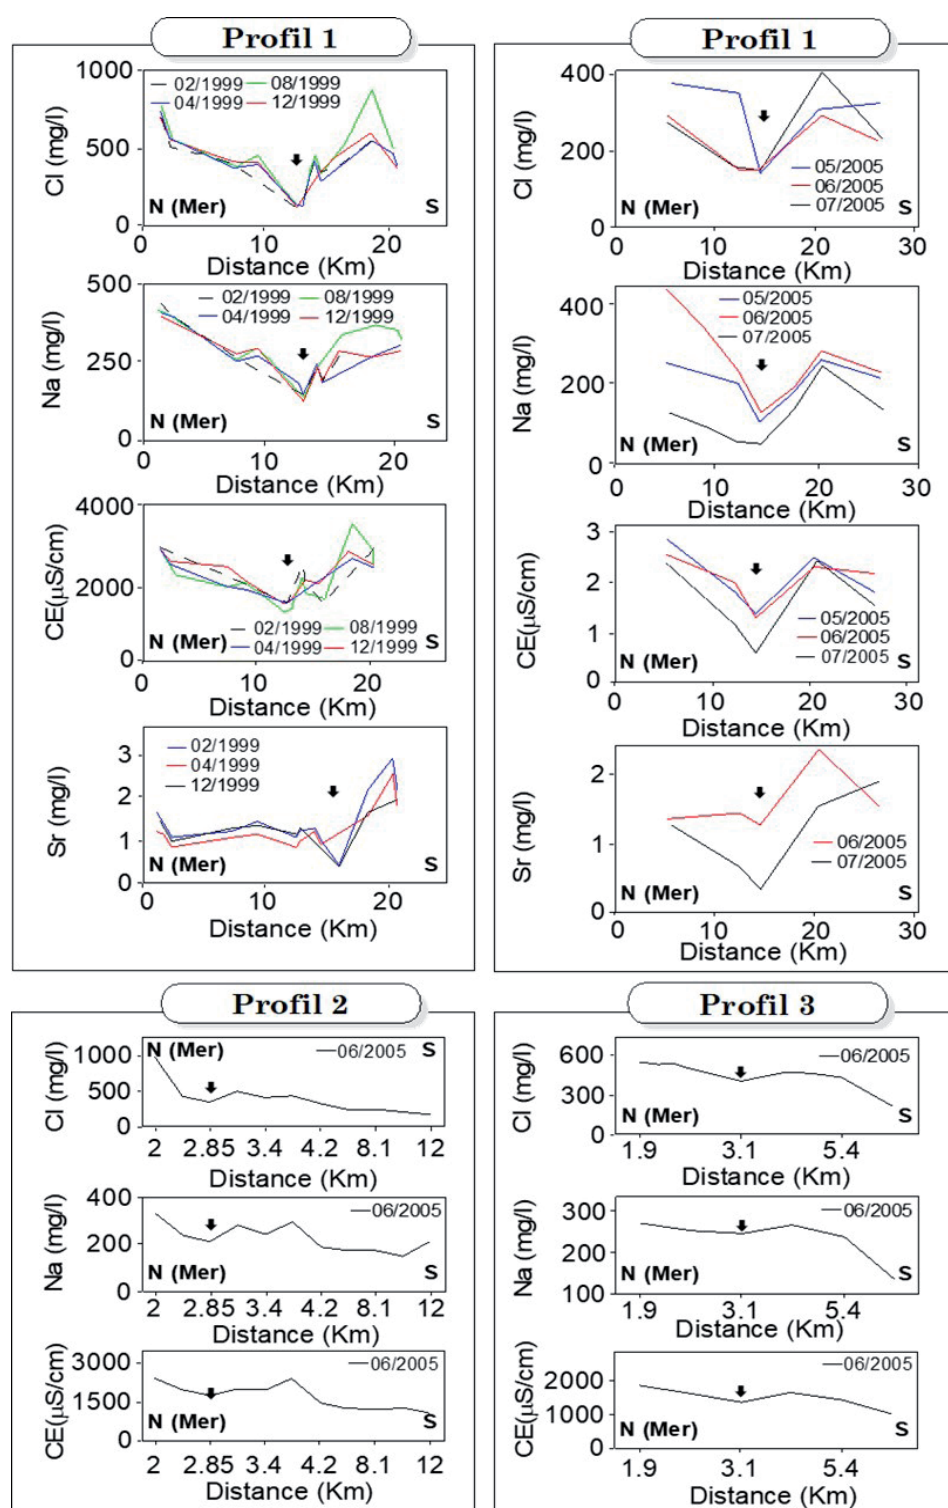 Profil 1
Cl (mg/l)
1000
500
0
02/1999 08/1999
04/1999 12/1999
N (Mer) S
0 10 20
Distance (Km)
Na (mg/l)
500
250
0
02/1999 08/1999
04/1999 12/1999
N (Mer) S
0 10 20
Distance (Km)
CE(µS/cm)
4000
2000
0
N (Mer) 02/1999 08/1999 S
04/1999 12/1999
0 10 20
Distance (Km)
Sr (mg/l)
3
2
1
0
02/1999
04/1999
12/1999
N (Mer) S
0 10 20
Distance (Km)
Profil 1
Cl (mg/l)
400
200
0
05/2005
06/2005
07/2005
N (Mer) S
0 10 20 30
Distance (Km)
Na (mg/l)
400
200
0
05/2005
06/2005
07/2005
N (Mer) S
0 10 20 30
Distance (Km)
CE(µS/cm)
3
2
1
0
05/2005
06/2005
07/2005
N (Mer) S
0 10 20 30
Distance (Km)
Sr (mg/l)
2
1
0
06/2005
07/2005
N (Mer) S
0 10 20 30
Distance (Km)
Profil 2
Cl (mg/l)
1000
500
0
N (Mer) 06/2005 S
2 2.85 3.4 4.2 8.1 12
Distance (Km)
Na (mg/l)
400
200
0
06/2005
N (Mer) S
2 2.85 3.4 4.2 8.1 12
Distance (Km)
CE(µS/cm)
3000
1500
0
06/2005
N (Mer) S
2 2.85 3.4 4.2 8.1 12
Distance (Km)
Profil 3
Cl (mg/l)
600
300
0
06/2005
N (Mer) S
1.9 3.1 5.4
Distance (Km)
Na (mg/l)
300
200
100
06/2005
N (Mer) S
1.9 3.1 5.4
Distance (Km)
CE(µS/cm)
2000
1000
0
06/2005
N (Mer) S
1.9 3.1 5.4
Distance (Km)